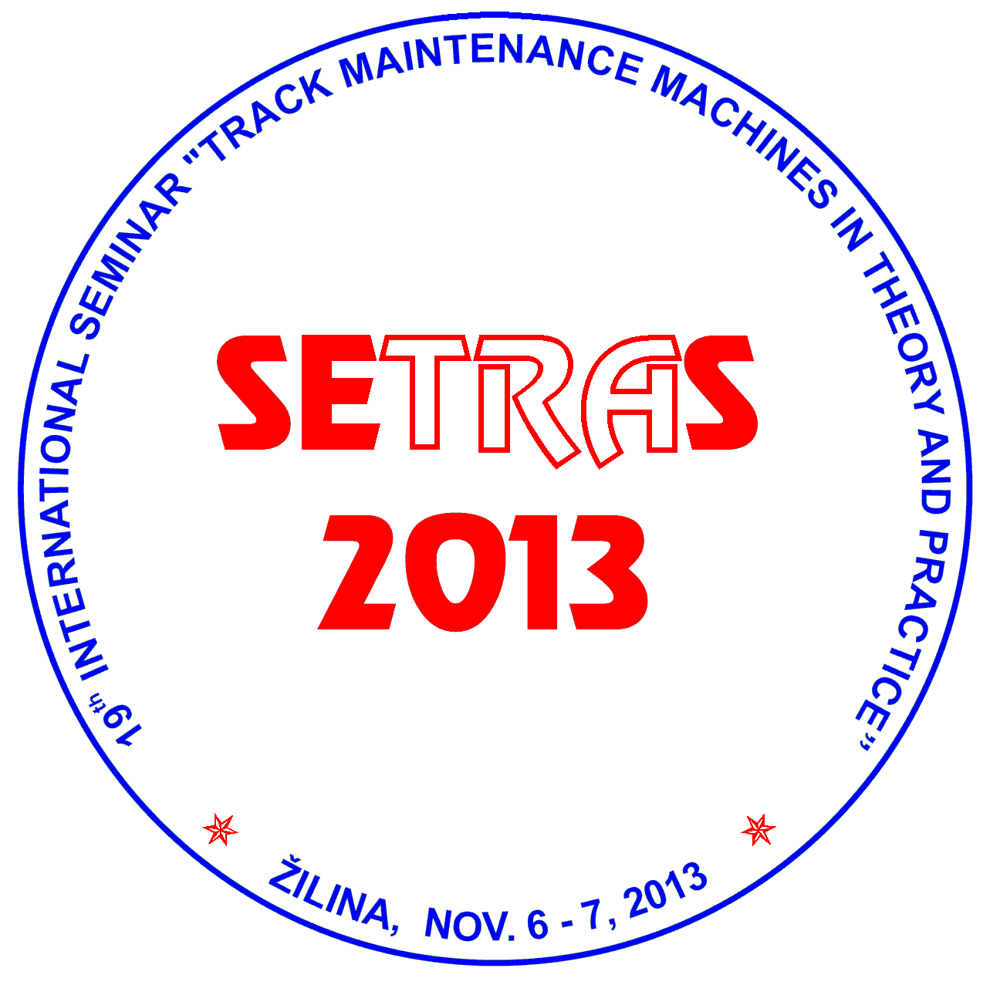 19th INTERNATIONAL SEMINAR "TRACK MAINTENANCE MACHINES IN THEORY AND PRACTICE“
SETRAS
2013
ŽILINA, NOV. 6 - 7, 2013